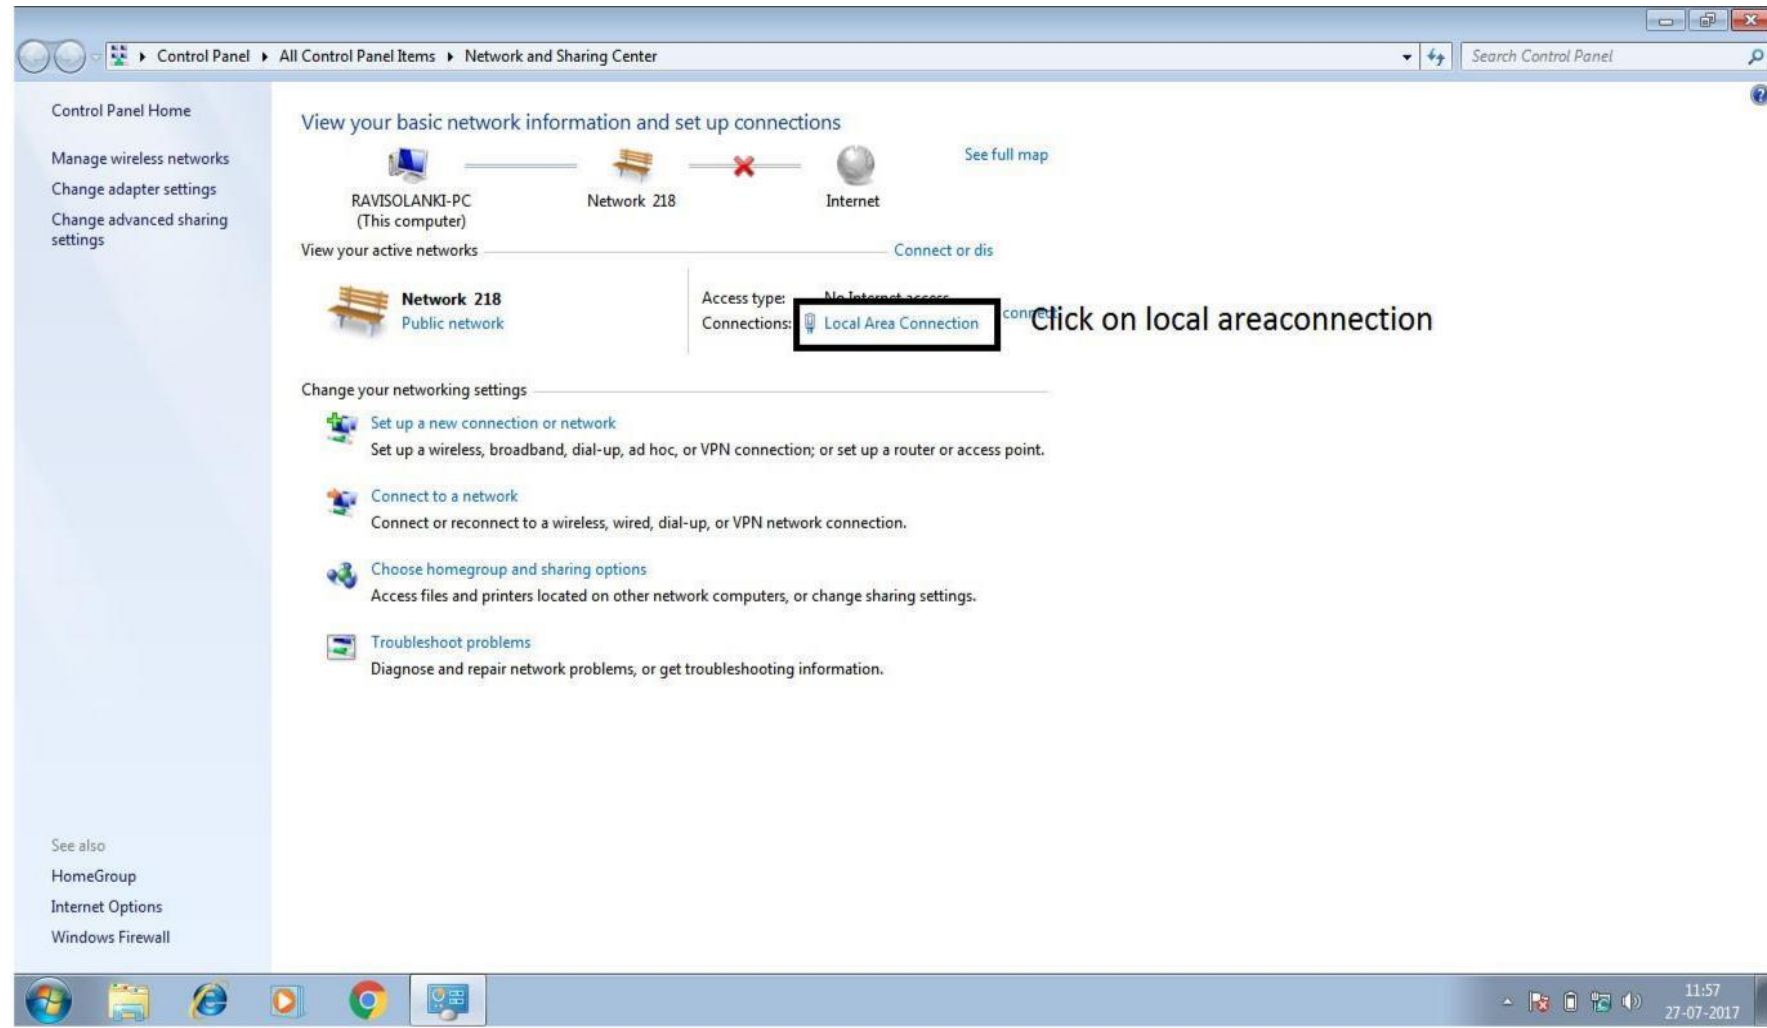 Control Panel ▸ All Control Panel Items ▸ Network and Sharing Center
Search Control Panel
Control Panel Home
Manage wireless networks
Change adapter settings
Change advanced sharing
settings
See also
HomeGroup
Internet Options
Windows Firewall
View your basic network information and set up connections
See full map
RAVISOLANKI-PC
(This computer)
Network 218
Internet
View your active networks
Connect or dis
Network 218
Public network
Access type: No Internet access
Connections: Local Area Connection
connect
Click on local areaconnection
Change your networking settings
Set up a new connection or network
Set up a wireless, broadband, dial-up, ad hoc, or VPN connection; or set up a router or access point.
Connect to a network
Connect or reconnect to a wireless, wired, dial-up, or VPN network connection.
Choose homegroup and sharing options
Access files and printers located on other network computers, or change sharing settings.
Troubleshoot problems
Diagnose and repair network problems, or get troubleshooting information.
11:57
27-07-2017